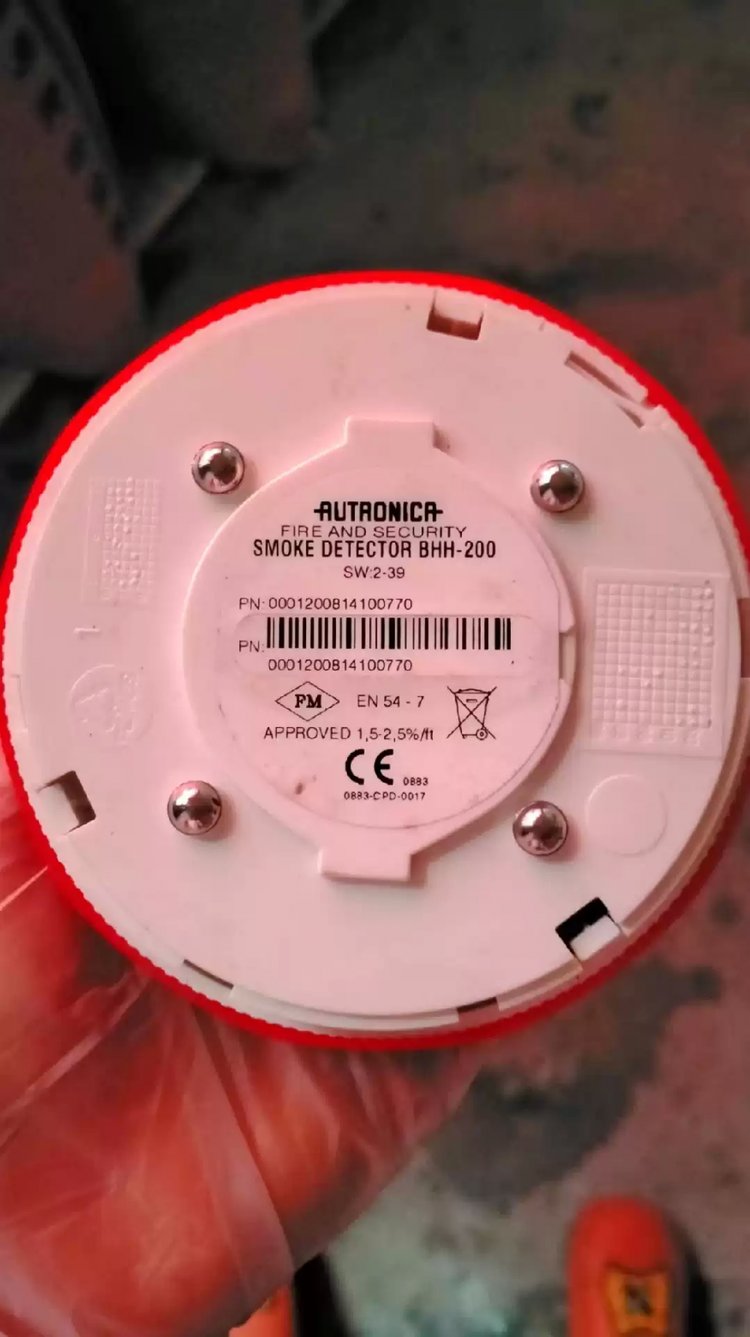 AUTRONICA
FIRE AND SECURITY
SMOKE DETECTOR BHH-200
SW:2-39
PN: 0001200814100770
PN:
0001200814100770
FM
EN 54 - 7
APPROVED 1,5-2,5%/ft
CE 0883
0883-CPD-0017
1